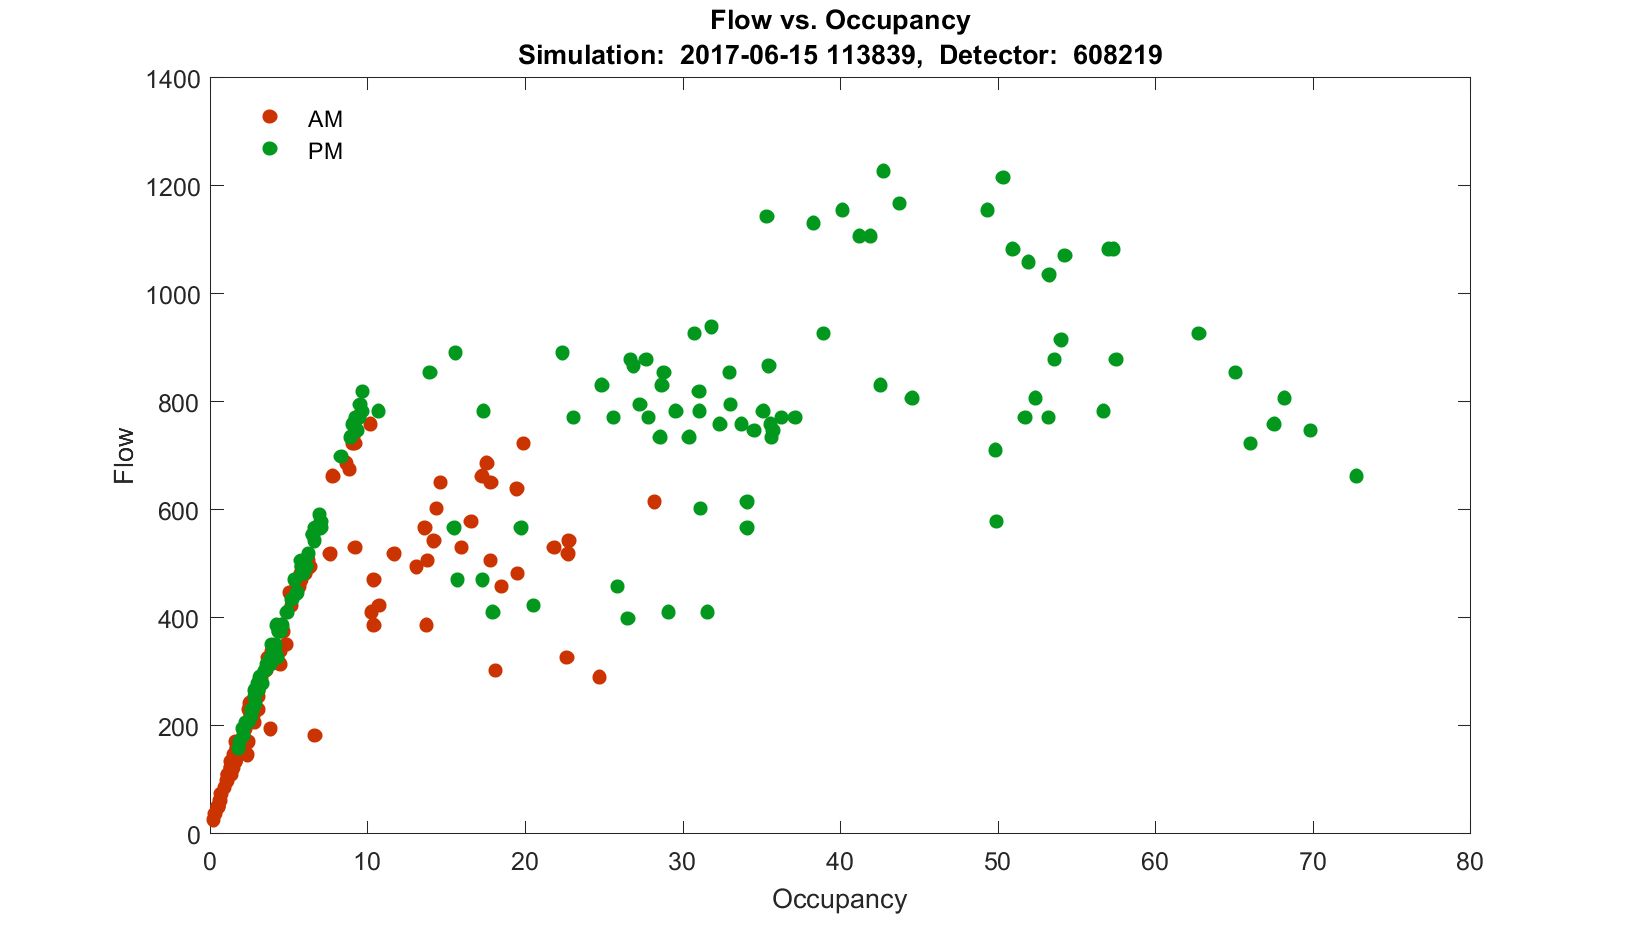 Flow vs. Occupancy
Simulation:  2017-06-15 113839,  Detector:  608219
1400
1200
1000
800
600
400
200
0
Flow
AM
PM
0 10 20 30 40 50 60 70 80
Occupancy